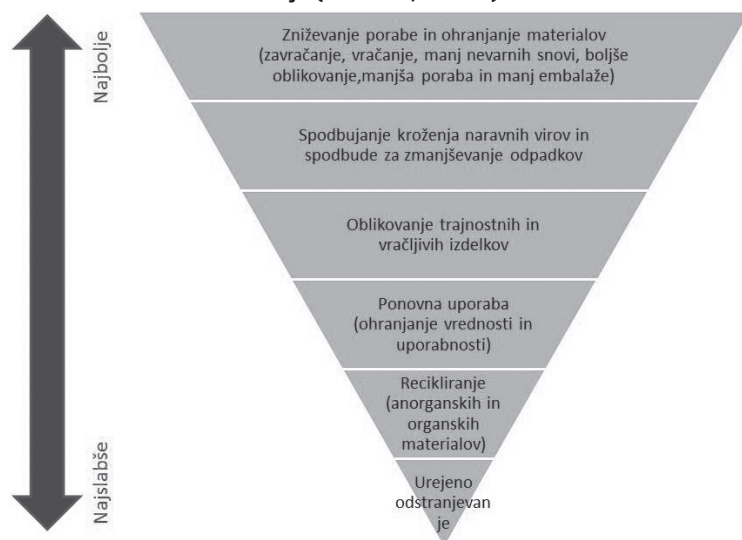 Najbolje
Zniževanje porabe in ohranjanje materialov
(zavračanje, vračanje, manj nevarnih snovi, boljše
oblikovanje,manjša poraba in manj embalaže)
Spodbujanje kroženja naravnih virov in
spodbude za zmanjševanje odpadkov
Oblikovanje trajnostnih in
vračljivih izdelkov
Ponovna uporaba
(ohranjanje vrednosti in
uporabnosti)
Recikliranje
(anorganskih in
organskih
materialov)
Najslabše
Urejeno
odstranjevan
je